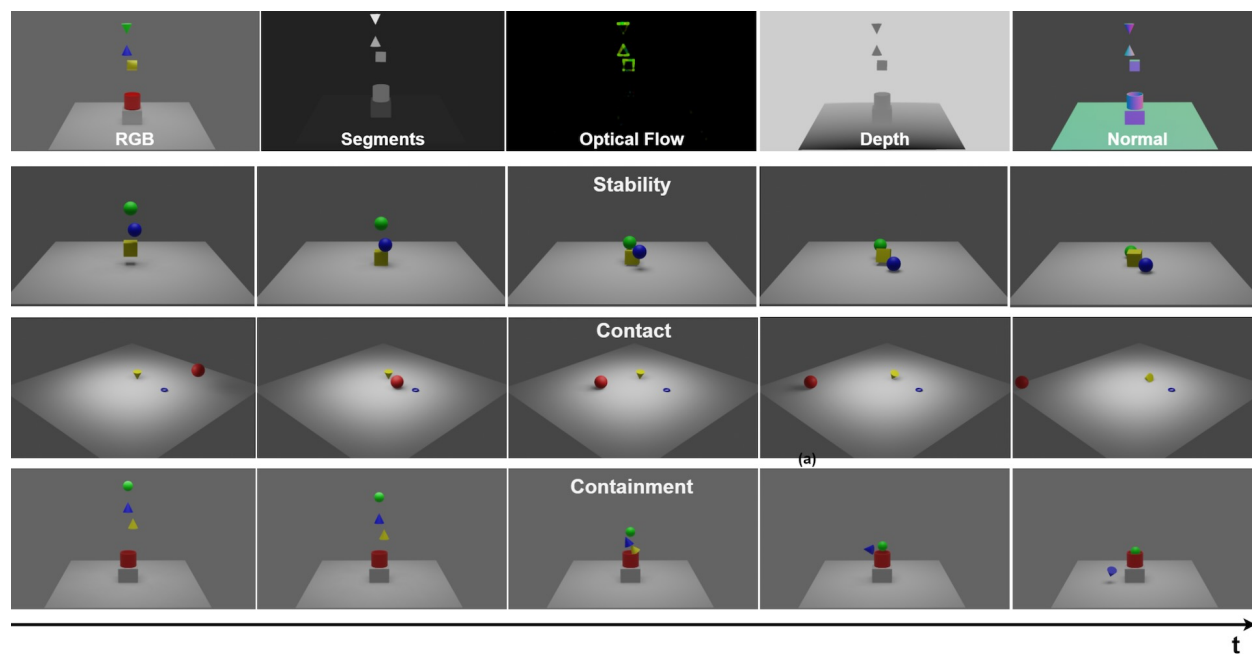 RGB
Segments
Optical Flow
Depth
Normal
Stability
Contact
(a)
Containment
t